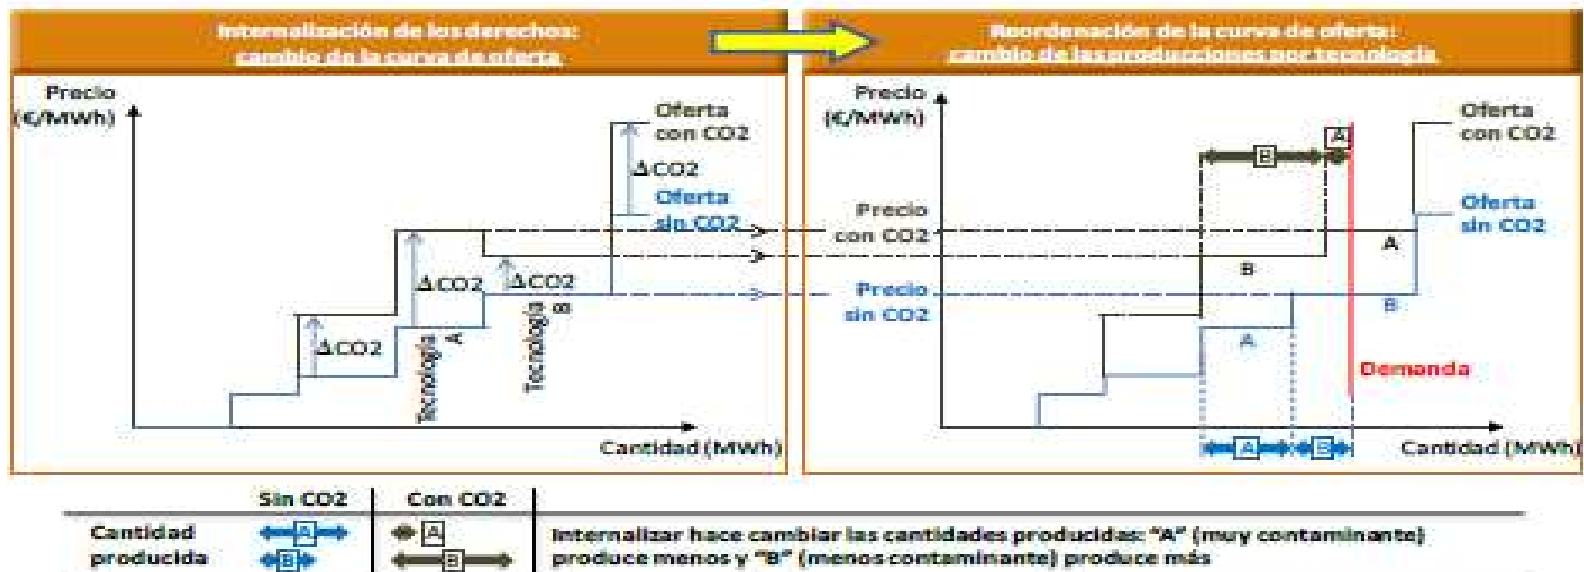 Internalización de los derechos:
cambio de la curva de oferta
Reordenación de la curva de oferta:
cambio de las producciones por tecnología
Precio
(€/MWh)
Oferta
con CO2
ΔCO2
Oferta
sin CO2
ΔCO2
ΔCO2
ΔCO2
Tecnología
A
Tecnología
B
Cantidad (MWh)
Precio
(€/MWh)
A
B
Oferta
con CO2
Oferta
sin CO2
Precio
con CO2
A
B
Precio
sin CO2
B
A
Demanda
A
B
Cantidad (MWh)
Sin CO2
Con CO2
Cantidad
producida
A
B
A
B
Internalizar hace cambiar las cantidades producidas: "A" (muy contaminante)
produce menos y "B" (menos contaminante) produce más